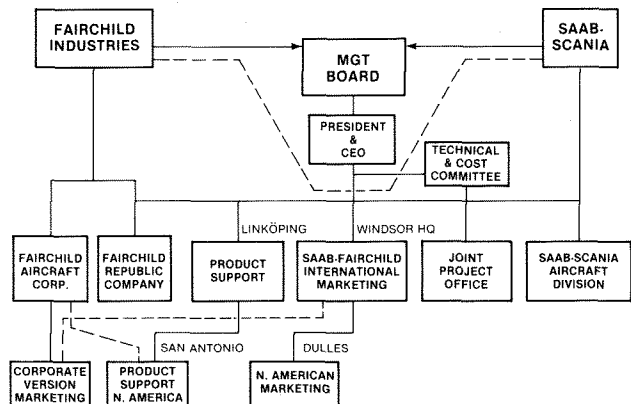 FAIRCHILD
INDUSTRIES
SAAB-
SCANIA
MGT
BOARD
PRESIDENT
&
CEO
TECHNICAL
& COST
COMMITTEE
LINKÖPING
WINDSOR HQ
FAIRCHILD
AIRCRAFT
CORP.
FAIRCHILD
REPUBLIC
COMPANY
PRODUCT
SUPPORT
SAAB-FAIRCHILD
INTERNATIONAL
MARKETING
JOINT
PROJECT
OFFICE
SAAB-SCANIA
AIRCRAFT
DIVISION
SAN ANTONIO
DULLES
CORPORATE
VERSION
MARKETING
PRODUCT
SUPPORT
N. AMERICA
N. AMERICAN
MARKETING